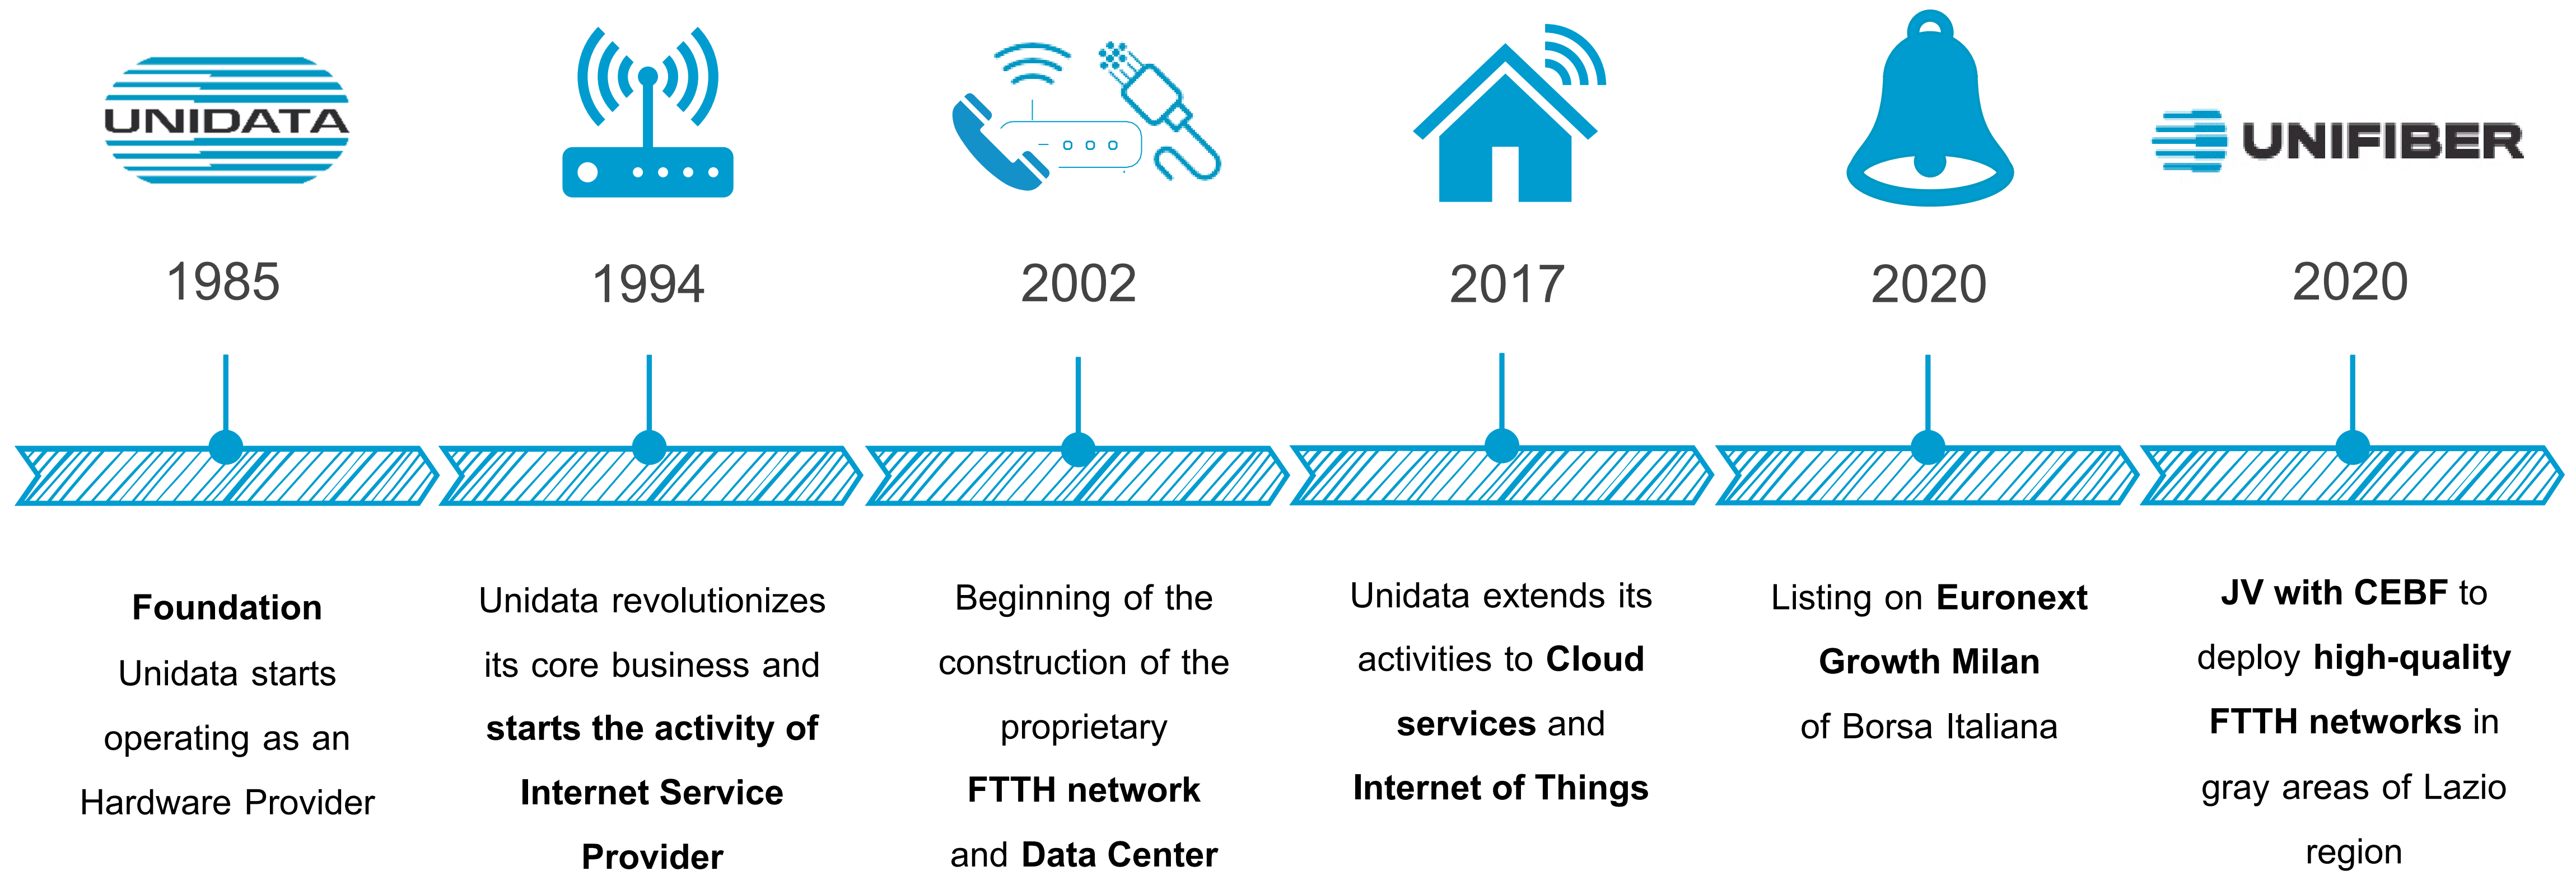 UNIDATA
UNIFIBER
1985
1994
2002
2017
2020
2020
Foundation
Unidata starts
operating as an
Hardware Provider
Unidata revolutionizes
its core business and
starts the activity of
Internet Service
Provider
Beginning of the
construction of the
proprietary
FTTH network
and Data Center
Unidata extends its
activities to Cloud
services and
Internet of Things
Listing on Euronext
Growth Milan
of Borsa Italiana
JV with CEBF to
deploy high-quality
FTTH networks in
gray areas of Lazio
region